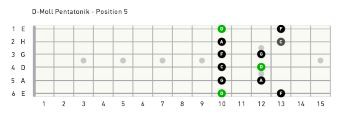 D-Moll Pentatonik - Position 5
1 E D F
2 H A C
3 G F G
4 D C D
5 A G A
6 E D F
1 2 3 4 5 6 7 8 9 10 11 12 13 14 15